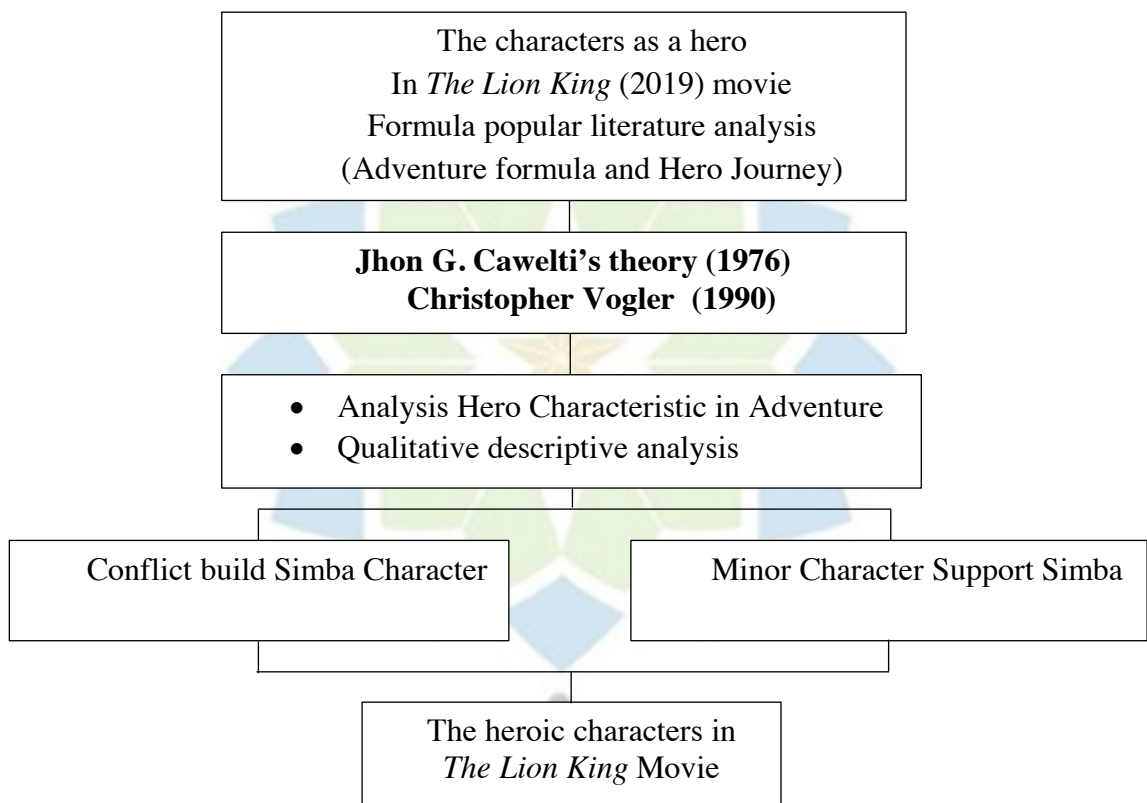 The characters as a hero
In The Lion King (2019) movie
Formula popular literature analysis
(Adventure formula and Hero Journey)
Jhon G. Cawelti's theory (1976)
Christopher Vogler (1990)
• Analysis Hero Characteristic in Adventure
• Qualitative descriptive analysis
Conflict build Simba Character
Minor Character Support Simba
The heroic characters in
The Lion King Movie